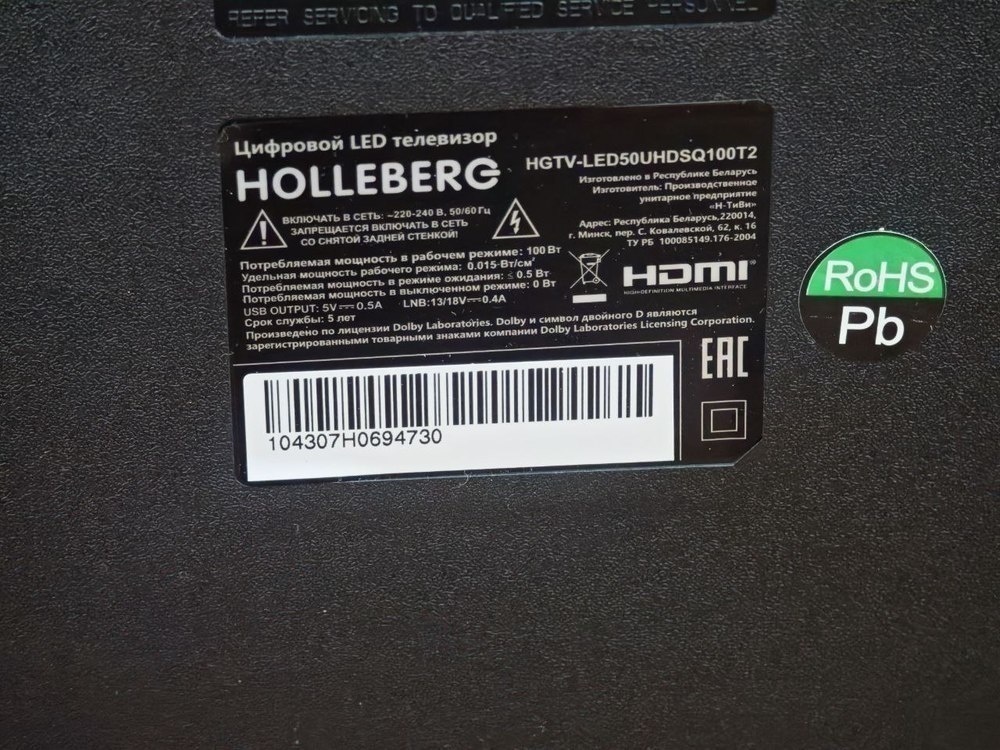 REFER SERVICING TO QUALIFIED SERVICE PERSONNEL
Цифровой LED телевизор
HOLLEBERG
HGTV-LED50UHDSQ100T2
Изготовлено в Республике Беларусь
Изготовитель: Производственное
унитарное предприятие
«Н-ТиВи»
Адрес: Республика Беларусь,220014,
г. Минск, пер. С. Ковалевской, 62, к. 16
ТУ РБ 100085149.176-2004
ВКЛЮЧАТЬ В СЕТЬ: ~220-240 В, 50/60 Гц
ЗАПРЕЩАЕТСЯ ВКЛЮЧАТЬ В СЕТЬ
СО СНЯТОЙ ЗАДНЕЙ СТЕНКОЙ!
Потребляемая мощность в рабочем режиме: 100 Вт
Удельная мощность рабочего режима: 0.015 Вт/см²
Потребляемая мощность в режиме ожидания: ≤ 0.5 Вт
Потребляемая мощность в выключенном режиме: 0 Вт
USB OUTPUT: 5V⎓0.5A LNB:13/18V⎓0.4A
Срок службы: 5 лет
HDMI
HIGH-DEFINITION MULTIMEDIA INTERFACE
Произведено по лицензии Dolby Laboratories. Dolby и символ двойного D являются
зарегистрированными товарными знаками компании Dolby Laboratories Licensing Corporation.
EAC
104307H0694730
RoHS
Pb